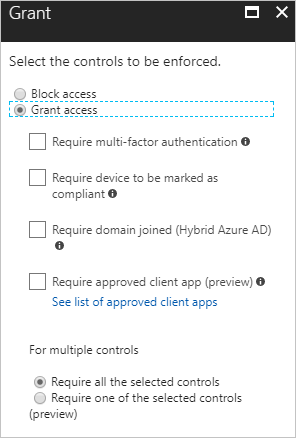 Grant
Select the controls to be enforced.
Block access
Grant access
Require multi-factor authentication
Require device to be marked as
compliant
Require domain joined (Hybrid Azure AD)
Require approved client app (preview)
See list of approved client apps
For multiple controls
Require all the selected controls
Require one of the selected controls
(preview)